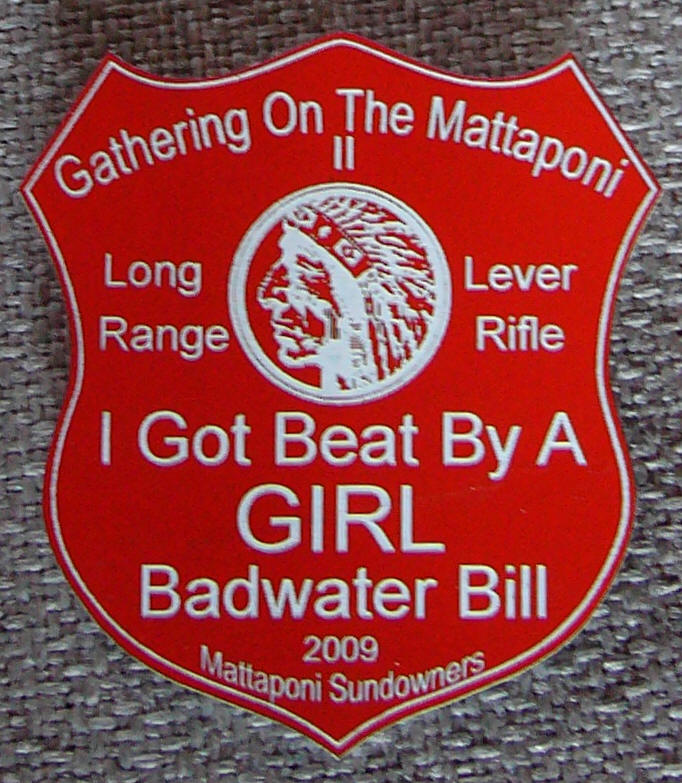 Gathering On The Mattaponi
II
Long Lever
Range Rifle
I Got Beat By A
GIRL
Badwater Bill
2009
Mattaponi Sundowners